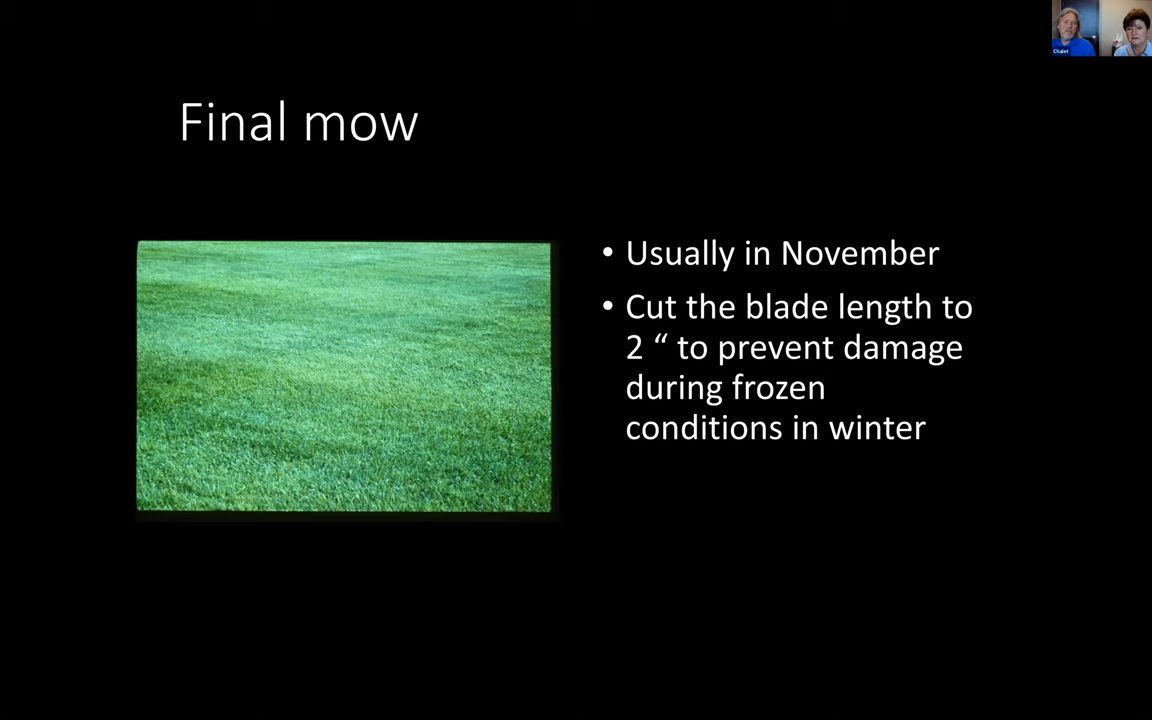 Chalet
Final mow
• Usually in November
• Cut the blade length to
2 “ to prevent damage
during frozen
conditions in winter